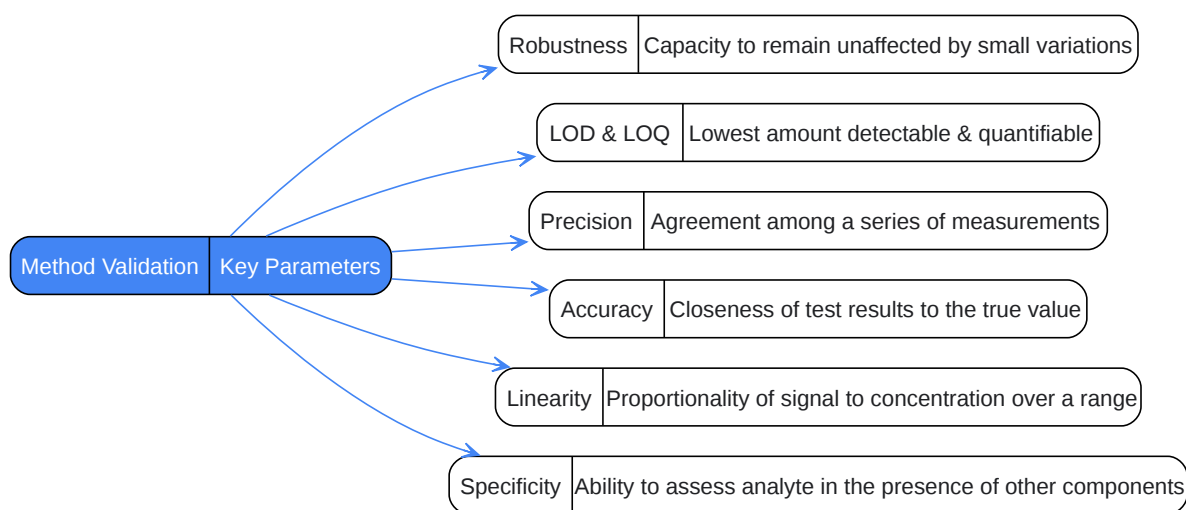 Robustness Capacity to remain unaffected by small variations
LOD & LOQ Lowest amount detectable & quantifiable
Precision Agreement among a series of measurements
Method Validation Key Parameters
Accuracy Closeness of test results to the true value
Linearity Proportionality of signal to concentration over a range
Specificity Ability to assess analyte in the presence of other components